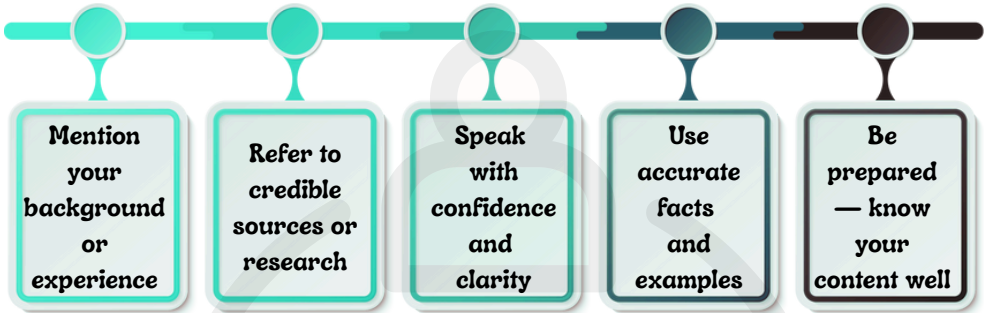 Mention
your
background
or
experience
Refer to
credible
sources or
research
Speak
with
confidence
and
clarity
Use
accurate
facts
and
examples
Be
prepared
— know
your
content well